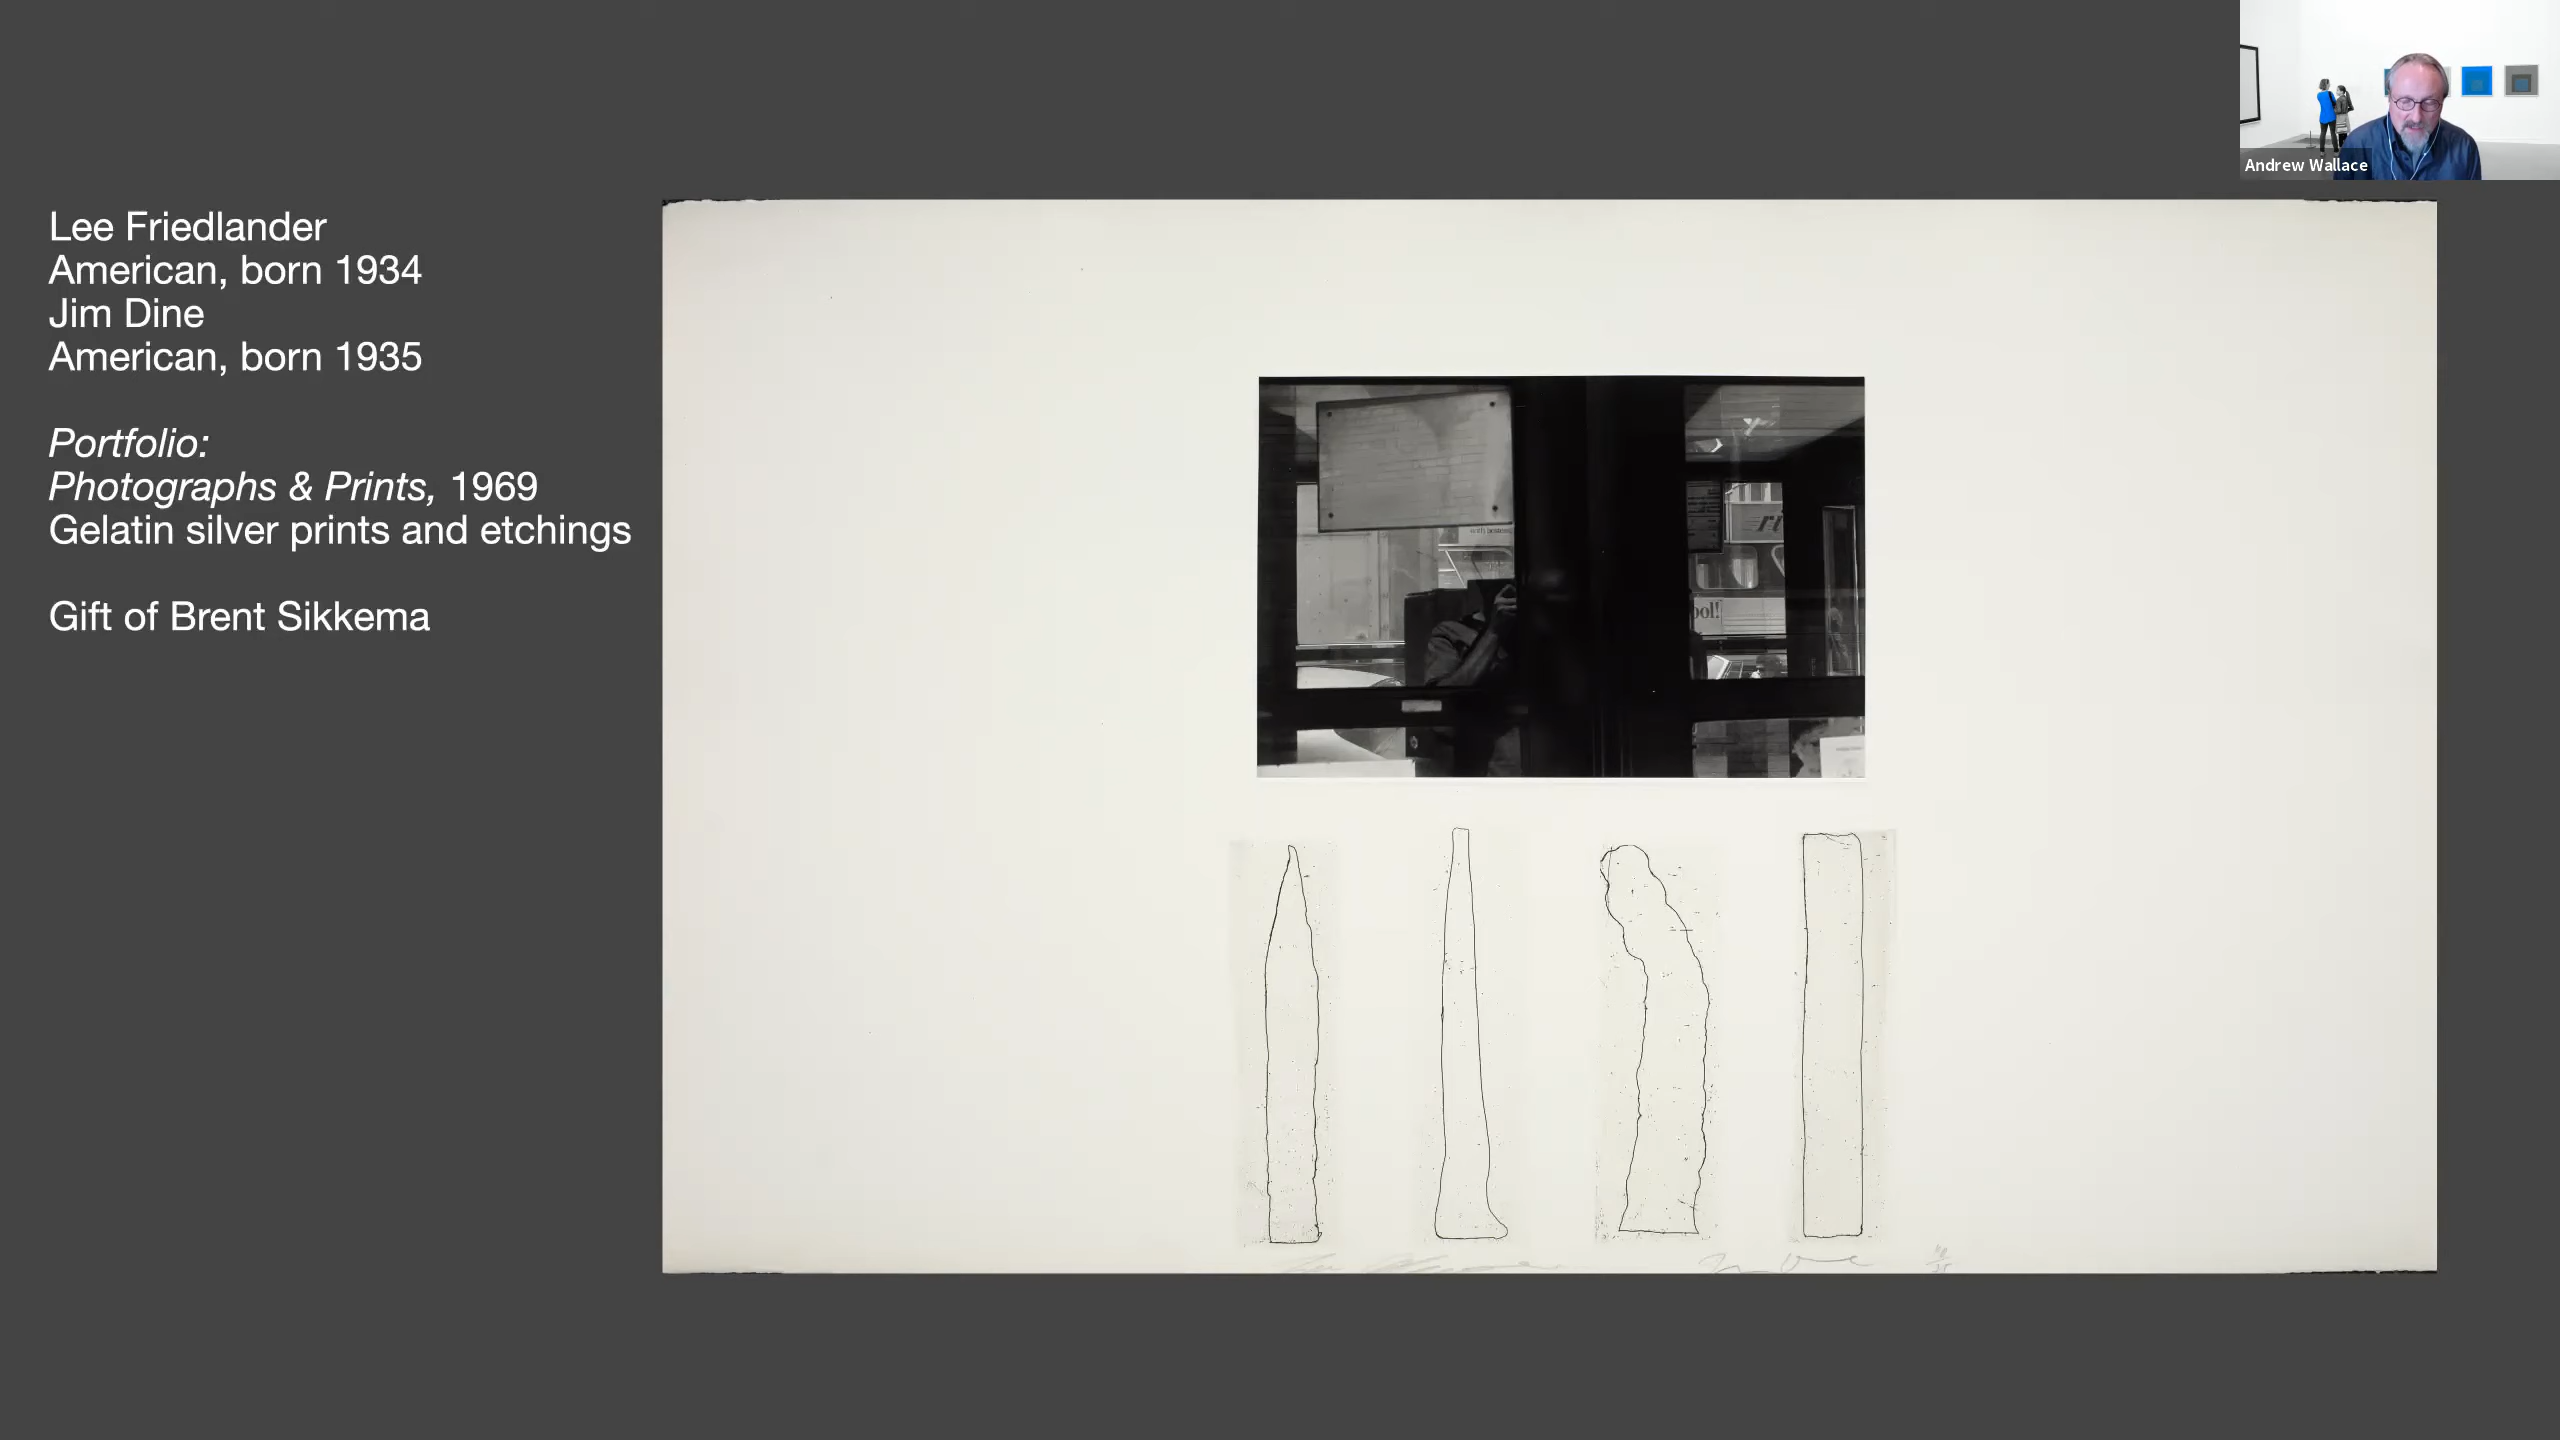 Andrew Wallace
Lee Friedlander
American, born 1934
Jim Dine
American, born 1935
Portfolio:
Photographs & Prints, 1969
Gelatin silver prints and etchings
Gift of Brent Sikkema
ool!